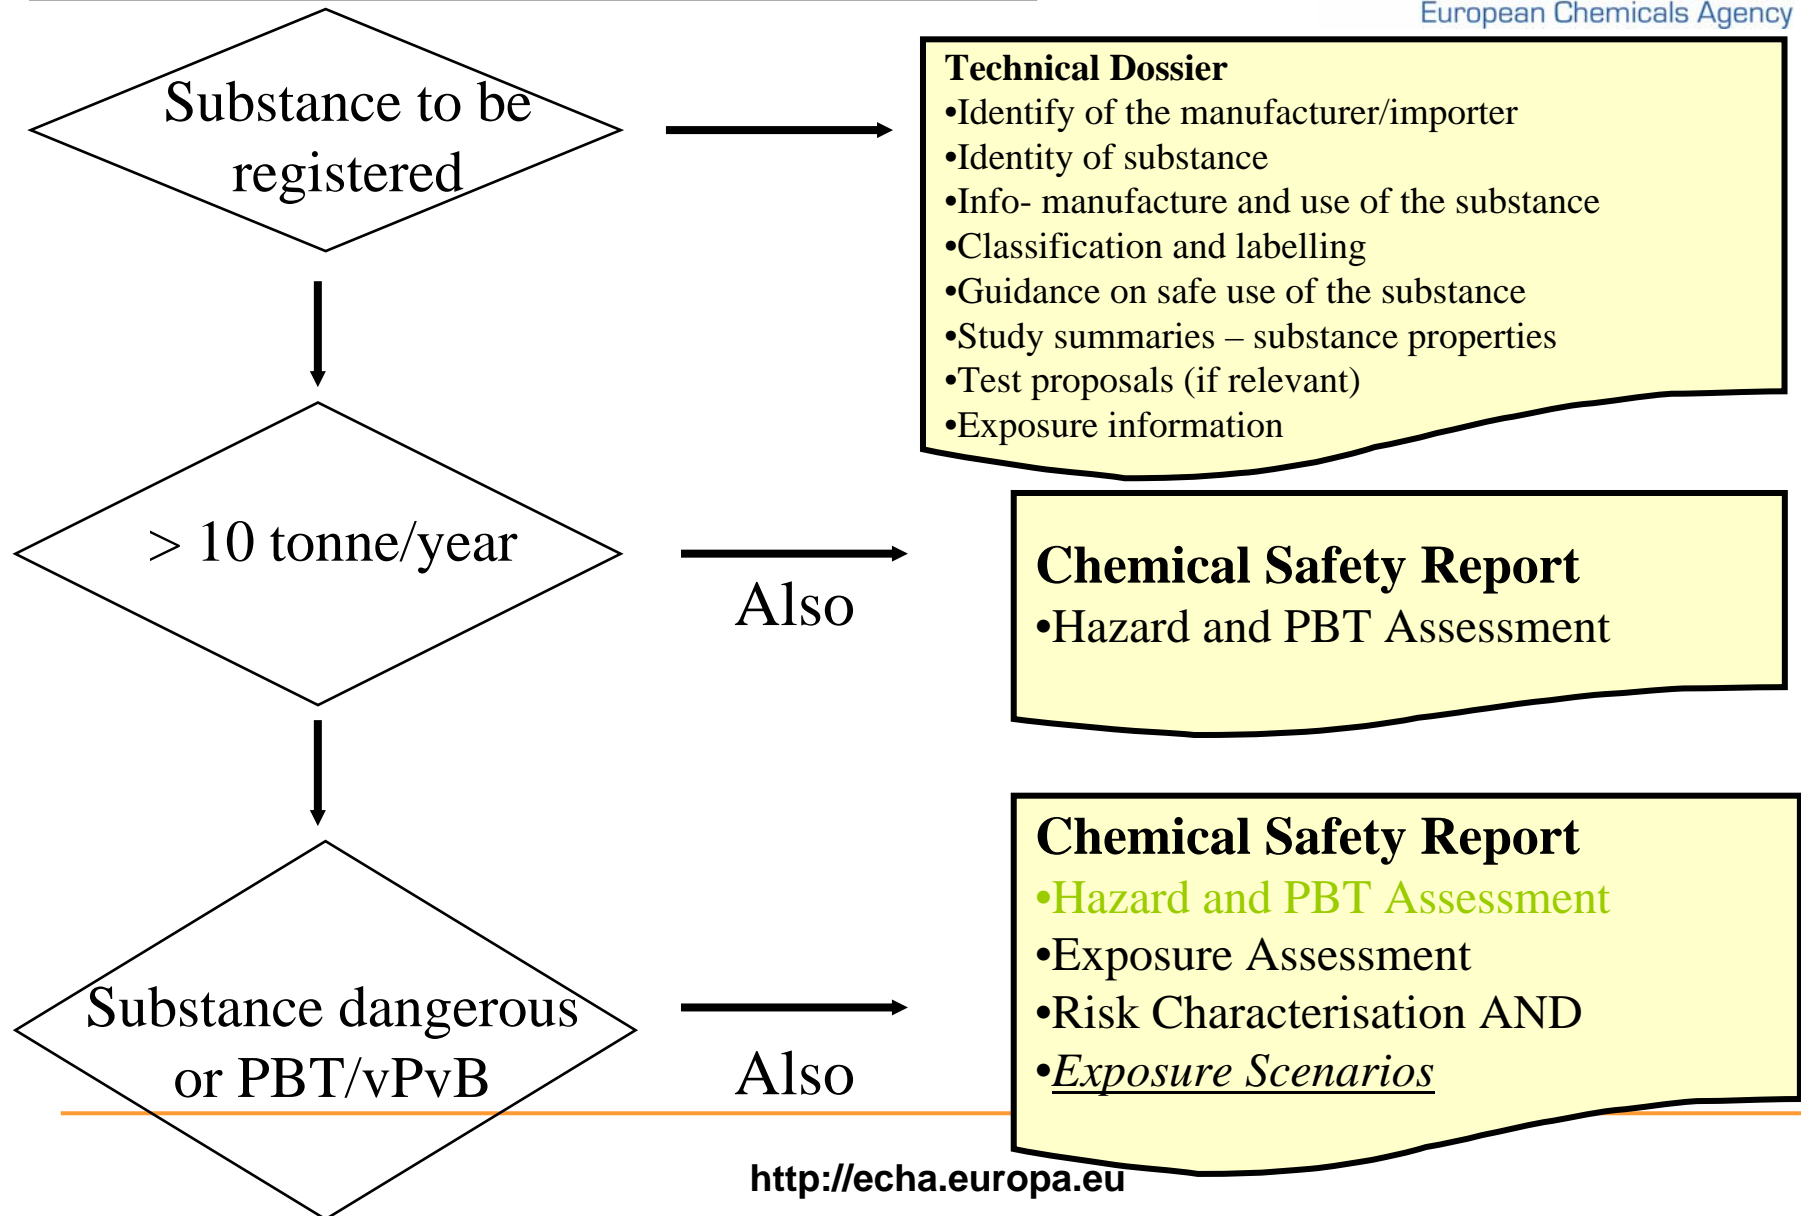 European Chemicals Agency
Substance to be
registered
Technical Dossier
•Identify of the manufacturer/importer
•Identity of substance
•Info- manufacture and use of the substance
•Classification and labelling
•Guidance on safe use of the substance
•Study summaries – substance properties
•Test proposals (if relevant)
•Exposure information
> 10 tonne/year
Also
Chemical Safety Report
•Hazard and PBT Assessment
Substance dangerous
or PBT/vPvB
Also
Chemical Safety Report
•Hazard and PBT Assessment
•Exposure Assessment
•Risk Characterisation AND
•Exposure Scenarios
http://echa.europa.eu